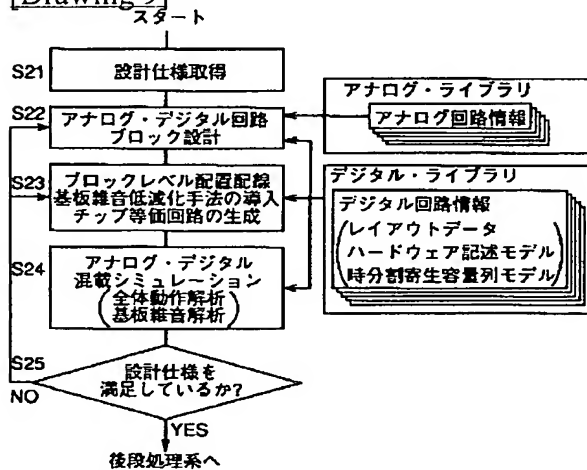 [Drawing 9]
スタート
S21
設計仕様取得
S22
アナログ・デジタル回路
ブロック設計
S23
ブロックレベル配置配線
基板雑音低減化手法の導入
チップ等価回路の生成
S24
アナログ・デジタル
混載シミュレーション
(全体動作解析
基板雑音解析)
S25
設計仕様を
満足しているか?
NO
YES
後段処理系へ
アナログ・ライブラリ
アナログ回路情報
デジタル・ライブラリ
デジタル回路情報
(レイアウトデータ
ハードウェア記述モデル
時分割寄生容量列モデル)